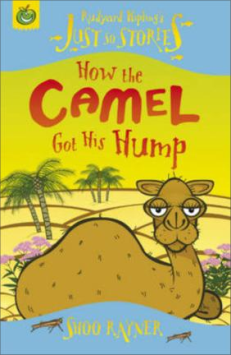 Rudyard Kipling's
JUST SO STORIES
How the
CAMEL
Got His Hump
SHOO RAYNER